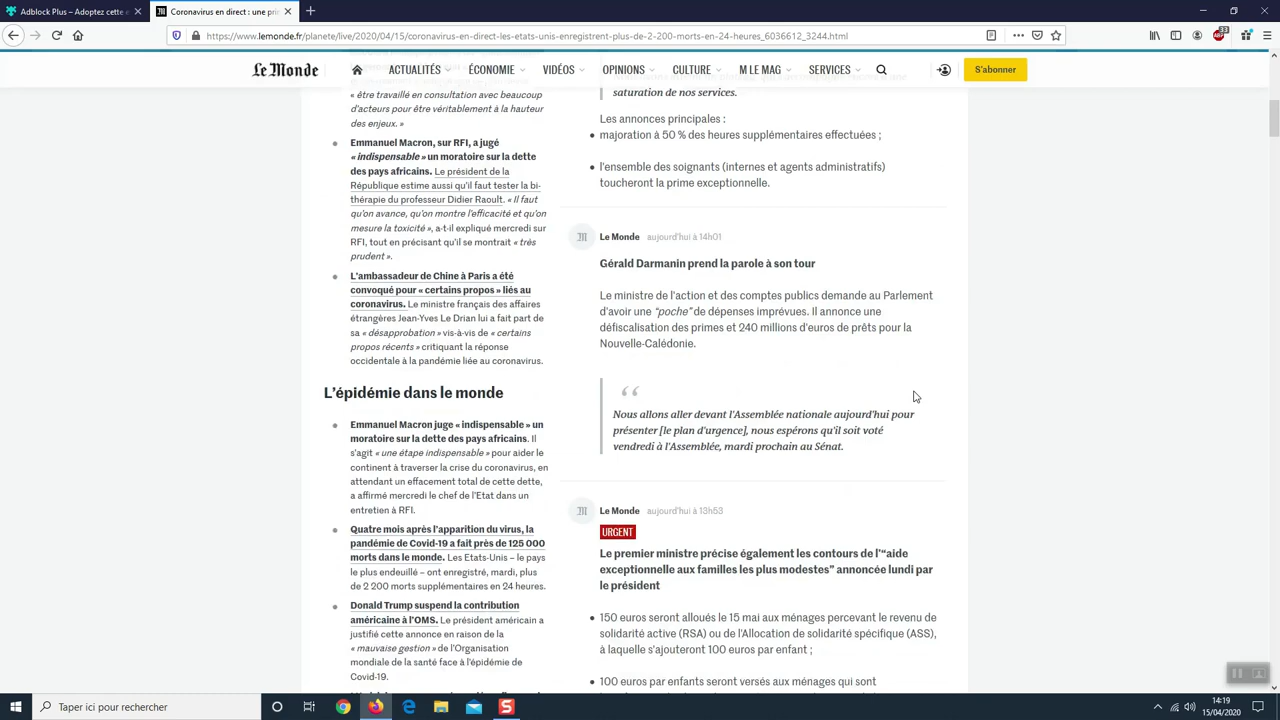 Adblock Plus – Adoptez cette e
Coronavirus en direct : une prin
https://www.lemonde.fr/planete/live/2020/04/15/coronavirus-en-direct-les-etats-unis-enregistrent-plus-de-2-200-morts-en-24-heures_6036612_3244.html
33
Le Monde
ACTUALITÉS
ÉCONOMIE
VIDÉOS
OPINIONS
CULTURE
M LE MAG
SERVICES
S'abonner
« être travaillé en consultation avec beaucoup
d'acteurs pour être véritablement à la hauteur
des enjeux. »
Emmanuel Macron, sur RFI, a jugé
« indispensable » un moratoire sur la dette
des pays africains. Le président de la
République estime aussi qu'il faut tester la bi-
thérapie du professeur Didier Raoult. « Il faut
qu'on avance, qu'on montre l'efficacité et qu'on
mesure la toxicité », a-t-il expliqué mercredi sur
RFI, tout en précisant qu'il se montrait « très
prudent ».
L'ambassadeur de Chine à Paris a été
convoqué pour « certains propos » liés au
coronavirus. Le ministre français des affaires
étrangères Jean-Yves Le Drian lui a fait part de
sa « désapprobation » vis-à-vis de « certains
propos récents » critiquant la réponse
occidentale à la pandémie liée au coronavirus.
L'épidémie dans le monde
Emmanuel Macron juge « indispensable » un
moratoire sur la dette des pays africains. Il
s'agit « une étape indispensable » pour aider le
continent à traverser la crise du coronavirus, en
attendant un effacement total de cette dette,
a affirmé mercredi le chef de l'Etat dans un
entretien à RFI.
Quatre mois après l'apparition du virus, la
pandémie de Covid-19 a fait près de 125 000
morts dans le monde. Les Etats-Unis – le pays
le plus endeuillé – ont enregistré, mardi, plus
de 2 200 morts supplémentaires en 24 heures.
Donald Trump suspend la contribution
américaine à l'OMS. Le président américain a
justifié cette annonce en raison de la
« mauvaise gestion » de l'Organisation
mondiale de la santé face à l'épidémie de
Covid-19.
saturation de nos services.
Les annonces principales :
majoration à 50 % des heures supplémentaires effectuées ;
l'ensemble des soignants (internes et agents administratifs)
toucheront la prime exceptionnelle.
Le Monde aujourd'hui à 14h01
Gérald Darmanin prend la parole à son tour
Le ministre de l'action et des comptes publics demande au Parlement
d'avoir une "poche" de dépenses imprévues. Il annonce une
défiscalisation des primes et 240 millions d'euros de prêts pour la
Nouvelle-Calédonie.
Nous allons aller devant l'Assemblée nationale aujourd'hui pour
présenter [le plan d'urgence], nous espérons qu'il soit voté
vendredi à l'Assemblée, mardi prochain au Sénat.
Le Monde aujourd'hui à 13h53
URGENT
Le premier ministre précise également les contours de l'“aide
exceptionnelle aux familles les plus modestes” annoncée lundi par
le président
150 euros seront alloués le 15 mai aux ménages percevant le revenu de
solidarité active (RSA) ou de l'Allocation de solidarité spécifique (ASS),
à laquelle s'ajouteront 100 euros par enfant ;
100 euros par enfants seront versés aux ménages qui sont
Taper ici pour rechercher
14:19
15/04/2020